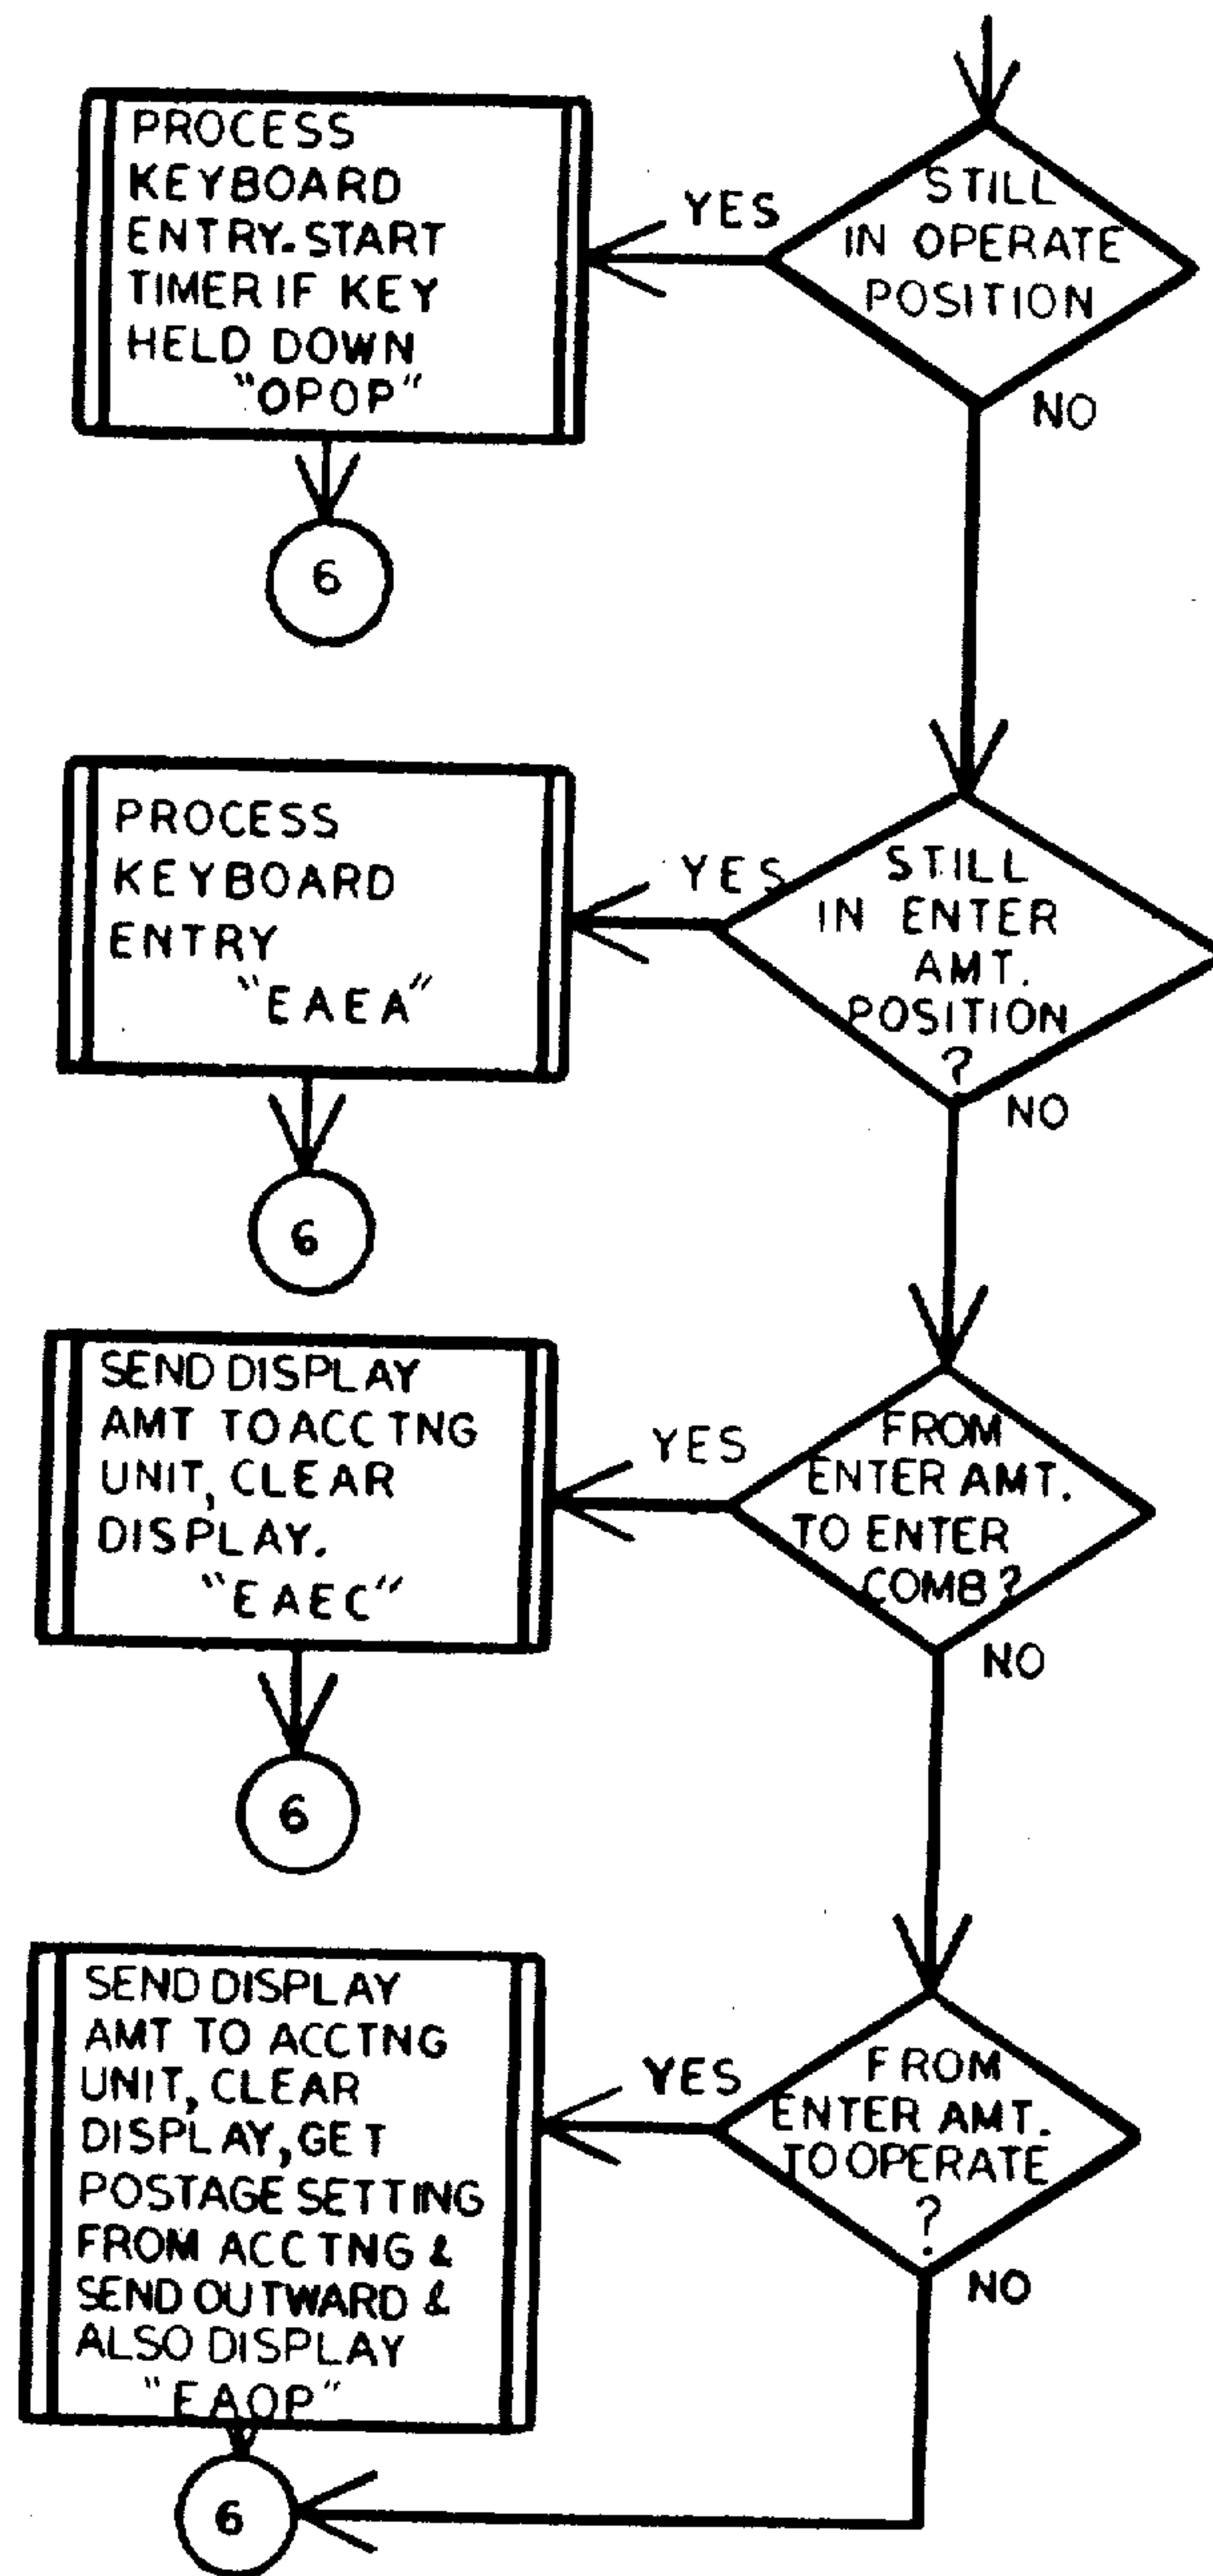 PROCESS
KEYBOARD
ENTRY-START
TIMER IF KEY
HELD DOWN
"OPOP"
YES
STILL
IN OPERATE
POSITION
NO
6
PROCESS
KEYBOARD
ENTRY
"EAEA"
YES
STILL
IN ENTER
AMT.
POSITION
?
NO
6
SEND DISPLAY
AMT TO ACCTNG
UNIT, CLEAR
DISPLAY.
"EAEC"
YES
FROM
ENTER AMT.
TO ENTER
COMB?
NO
6
SEND DISPLAY
AMT TO ACCTNG
UNIT, CLEAR
DISPLAY, GET
POSTAGE SETTING
FROM ACCTNG &
SEND OUTWARD &
ALSO DISPLAY
"EAOP"
YES
FROM
ENTER AMT.
TO OPERATE
?
NO
6